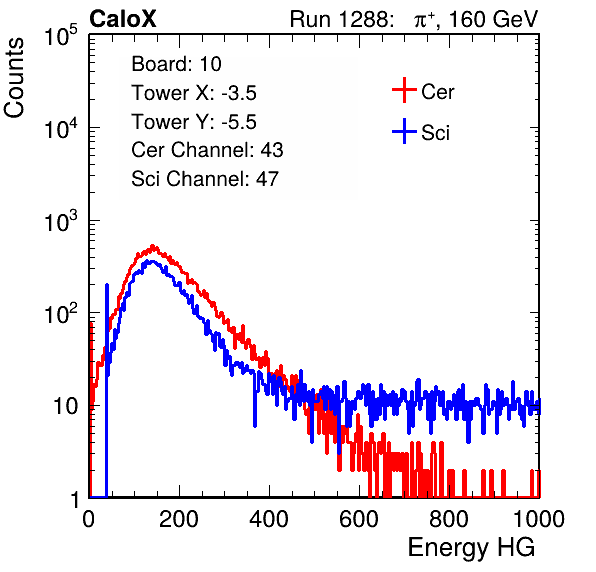 CaloX Run 1288: π⁺, 160 GeV
Counts
10⁵
10⁴
10³
10²
10
1
Board: 10
Tower X: -3.5
Tower Y: -5.5
Cer Channel: 43
Sci Channel: 47
Cer
Sci
0 200 400 600 800 1000
Energy HG